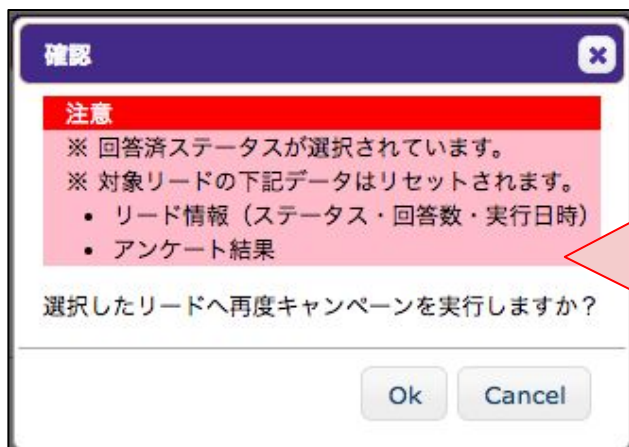 確認
注意
※ 回答済ステータスが選択されています。
※ 対象リードの下記データはリセットされます。
• リード情報（ステータス・回答数・実行日時）
• アンケート結果
選択したリードへ再度キャンペーンを実行しますか？
Ok Cancel